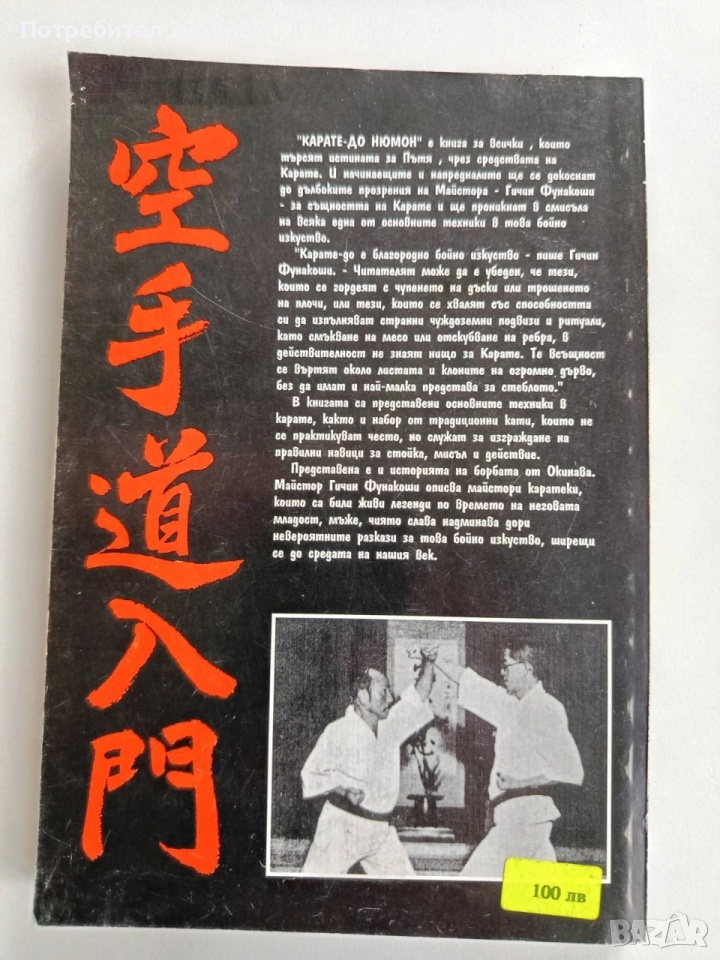 空手道入門
"КАРАТЕ-ДО НЮМОН" е книга за всички , които
търсят истината за Пътя , чрез средствата на
Карате. И начинаещите и напредналите ще се докоснат
до дълбоките прозрения на Майстора - Гичин Фунакоши
- за същността на Карате и ще проникнат в смисъла
на всяка една от основните техники в това бойно
изкуство.
"Карате-до е благородно бойно изкуство - пише Гичин
Фунакоши. - Читателят може да е убеден, че тези,
които се гордеят с чупенето на дъски или трошенето
на плочи, или тези, които се хвалят със способността
си да изпълняват странни чуждоземни подвизи и ритуали,
като смъкване на месо или отскубване на ребра, в
действителност не знаят нищо за Карате. Те всъщност
се въртят около листата и клоните на огромно дърво,
без да имат и най-малка представа за стеблото."
В книгата са представени основните техники в
карате, както и набор от традиционни кати, които не
се практикуват често, но служат за изграждане на
правилни навици за стойка, мисъл и действие.
Представена е и историята на борбата от Окинава.
Майстор Гичин Фунакоши описва майстори каратеки,
които са били живи легенди по времето на неговата
младост, мъже, чиято слава надминава дори
невероятните разкази за това бойно изкуство, ширещи
се до средата на нашия век.
100 лв
BAZAR